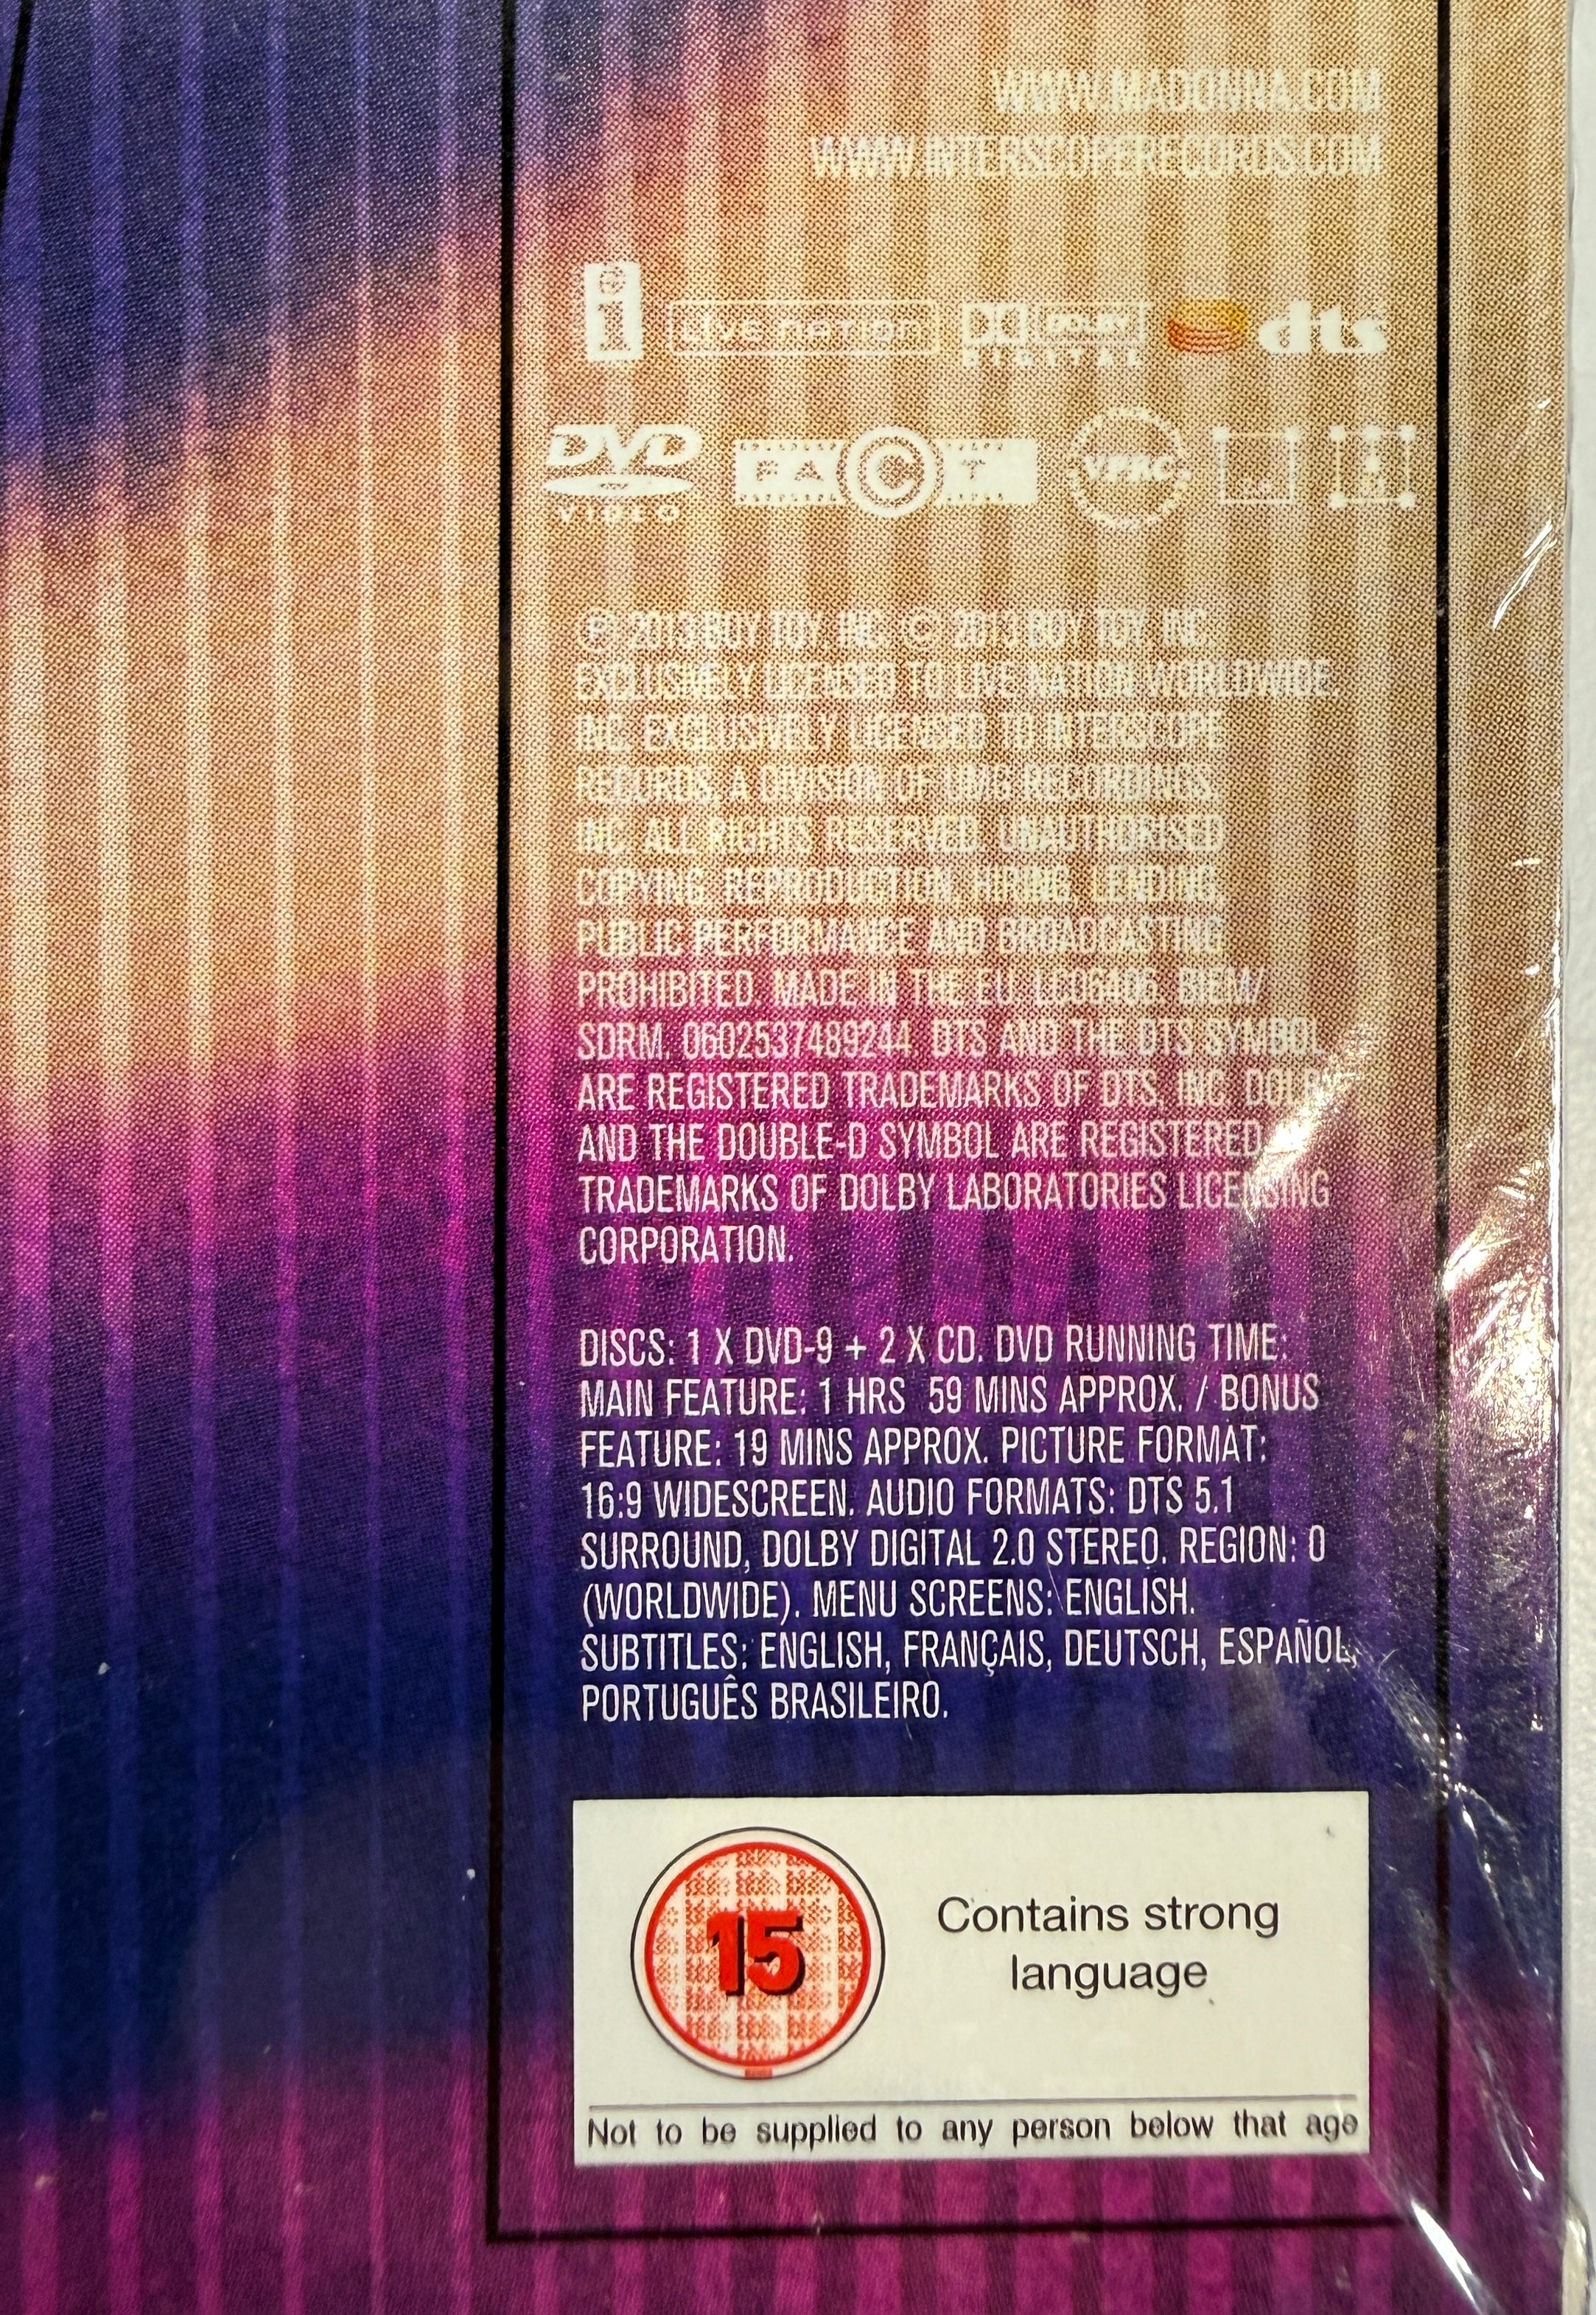 WWW.MADONNA.COM
WWW.INTERSCOPERECORDS.COM
i
live nation
DOLBY
DIGITAL
dts
DVD
VIDEO
FA©T
VPRC
℗ 2013 BOY TOY INC. © 2013 BOY TOY INC.
EXCLUSIVELY LICENSED TO LIVE NATION WORLDWIDE,
INC. EXCLUSIVELY LICENSED TO INTERSCOPE
RECORDS, A DIVISION OF UMG RECORDINGS,
INC. ALL RIGHTS RESERVED. UNAUTHORISED
COPYING, REPRODUCTION, HIRING, LENDING,
PUBLIC PERFORMANCE AND BROADCASTING
PROHIBITED. MADE IN THE EU. LC06406. BIEM/
SDRM. 0602537489244. DTS AND THE DTS SYMBOL
ARE REGISTERED TRADEMARKS OF DTS, INC. DOLBY
AND THE DOUBLE-D SYMBOL ARE REGISTERED
TRADEMARKS OF DOLBY LABORATORIES LICENSING
CORPORATION.
DISCS: 1 X DVD-9 + 2 X CD. DVD RUNNING TIME:
MAIN FEATURE: 1 HRS 59 MINS APPROX. / BONUS
FEATURE: 19 MINS APPROX. PICTURE FORMAT:
16:9 WIDESCREEN. AUDIO FORMATS: DTS 5.1
SURROUND, DOLBY DIGITAL 2.0 STEREO. REGION: 0
(WORLDWIDE). MENU SCREENS: ENGLISH.
SUBTITLES: ENGLISH, FRANÇAIS, DEUTSCH, ESPAÑOL,
PORTUGUÊS BRASILEIRO.
15
Contains strong
language
Not to be supplied to any person below that age